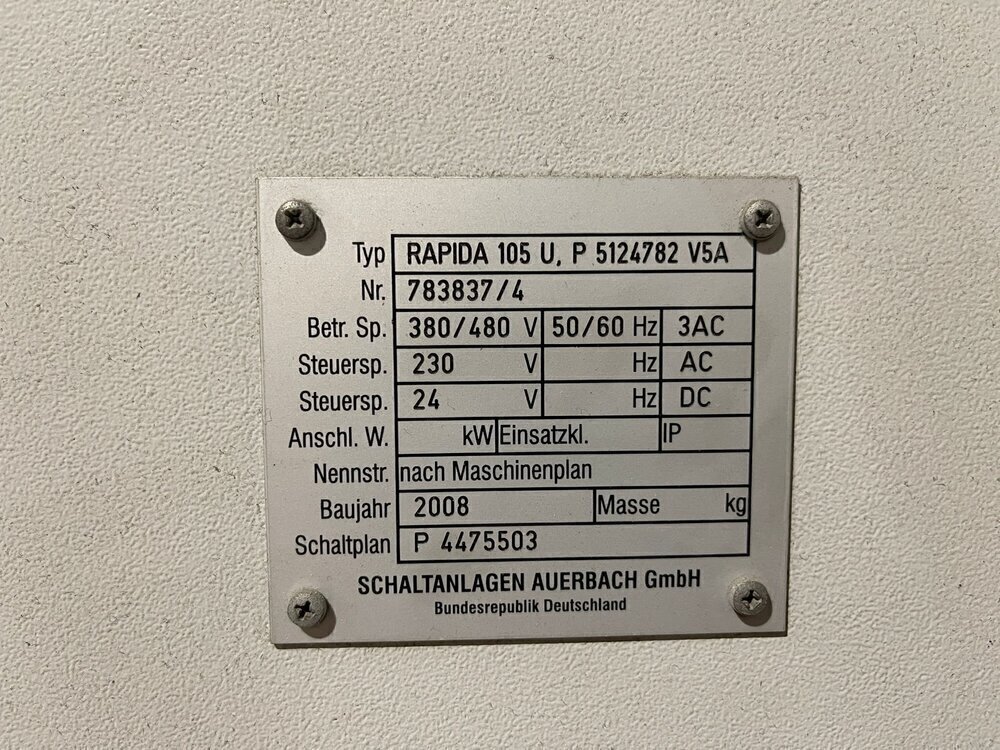 Typ RAPIDA 105 U, P 5124782 V5A
Nr. 783837/4
Betr. Sp. 380/480 V 50/60 Hz 3AC
Steuersp. 230 V Hz AC
Steuersp. 24 V Hz DC
Anschl. W. kW Einsatzkl. IP
Nennstr. nach Maschinenplan
Baujahr 2008 Masse kg
Schaltplan P 4475503
SCHALTANLAGEN AUERBACH GmbH
Bundesrepublik Deutschland